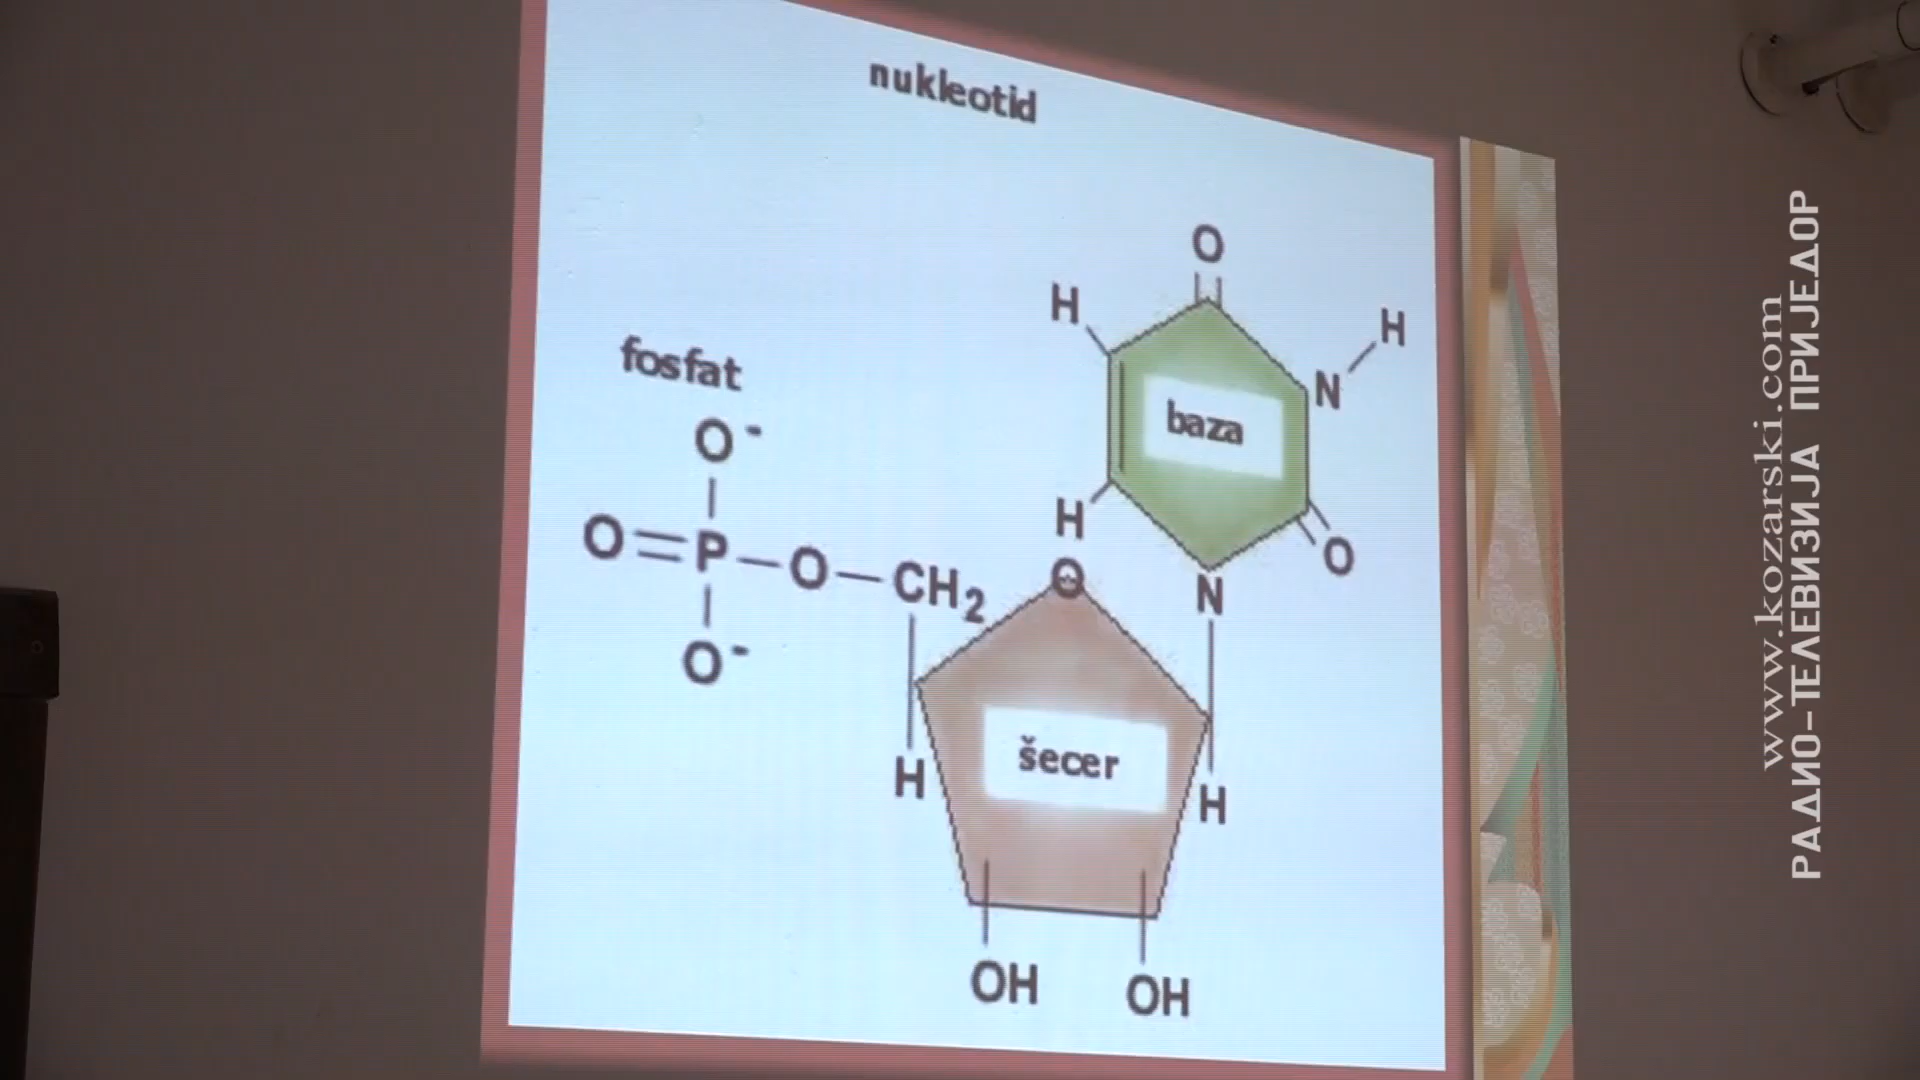 nukleotid
O
H
H
fosfat
N
baza
O⁻
H
O
O=P–O–CH₂
O
N
O⁻
šecer
H
H
OH
OH
www.kozarski.com
РАДИО-ТЕЛЕВИЗИЈА ПРИЈЕДОР